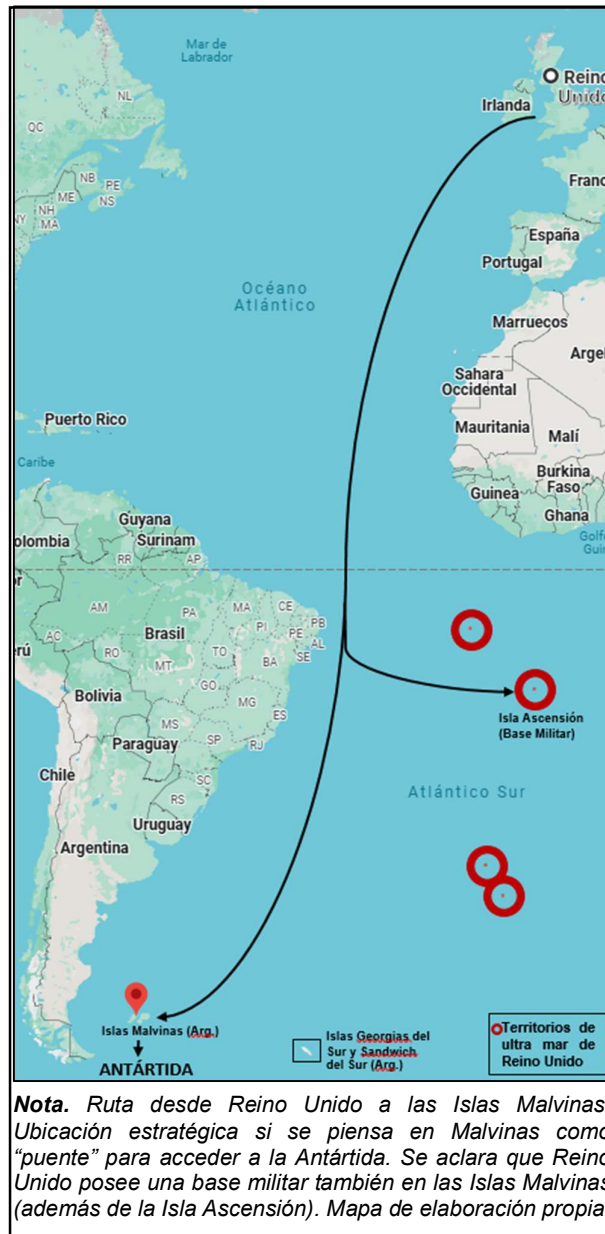 Mar de
Labrador
Reino
Unido
Irlanda
NL
QC
NB
PE
ME
NS
NH
NY
MA
Franc
España
Portugal
Océano
Atlántico
Marruecos
Argel
Sahara
Occidental
Puerto Rico
Mauritania
Malí
Caribe
Burkina
Faso
Guinea
Ghana
Guyana
Surinam
olombia
Golfo
Guin
RR
AP
AM
PA
MA
CE
PB
PI
PE
AL
SE
AC
RO
Brasil
TO
BA
rú
MT
GO
Bolivia
MG
ES
MS
SP
RJ
Isla Ascensión
(Base Militar)
Paraguay
Chile
SC
RS
Atlántico Sur
Uruguay
Argentina
Islas Malvinas (Arg.)
ANTÁRTIDA
Islas Georgias del
Sur y Sandwich
del Sur (Arg.)
Territorios de
ultra mar de
Reino Unido
Nota. Ruta desde Reino Unido a las Islas Malvinas
Ubicación estratégica si se piensa en Malvinas como
“puente” para acceder a la Antártida. Se aclara que Reino
Unido posee una base militar también en las Islas Malvinas
(además de la Isla Ascensión). Mapa de elaboración propia